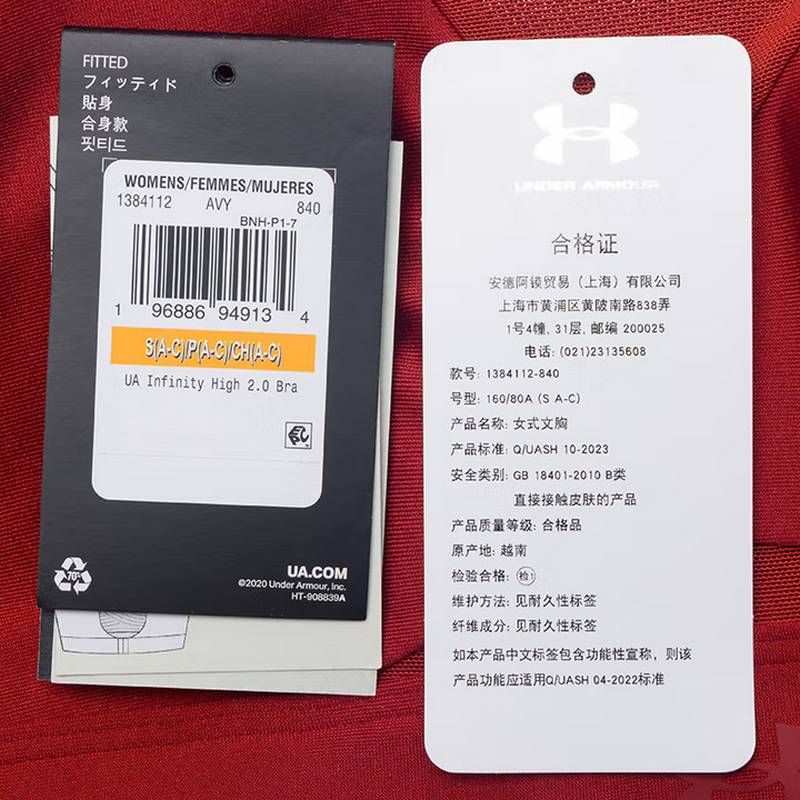 FITTED
フィッティド
貼身
合身款
핏티드
WOMENS/FEMMES/MUJERES
1384112 AVY 840
BNH-P1-7
1 96886 94913 4
S(A-C)/P(A-C)/CH(A-C)
UA Infinity High 2.0 Bra
70%
UA.COM
©2020 Under Armour, Inc.
HT-908839A
UNDER ARMOUR
合格证
安德阿镆贸易（上海）有限公司
上海市黄浦区黄陂南路838弄
1号4幢, 31层, 邮编 200025
电话: (021)23135608
款号: 1384112-840
号型: 160/80A (S A-C)
产品名称: 女式文胸
产品标准: Q/UASH 10-2023
安全类别: GB 18401-2010 B类
直接接触皮肤的产品
产品质量等级: 合格品
原产地: 越南
检验合格: 检1
维护方法: 见耐久性标签
纤维成分: 见耐久性标签
如本产品中文标签包含功能性宣称，则该
产品功能应适用Q/UASH 04-2022标准